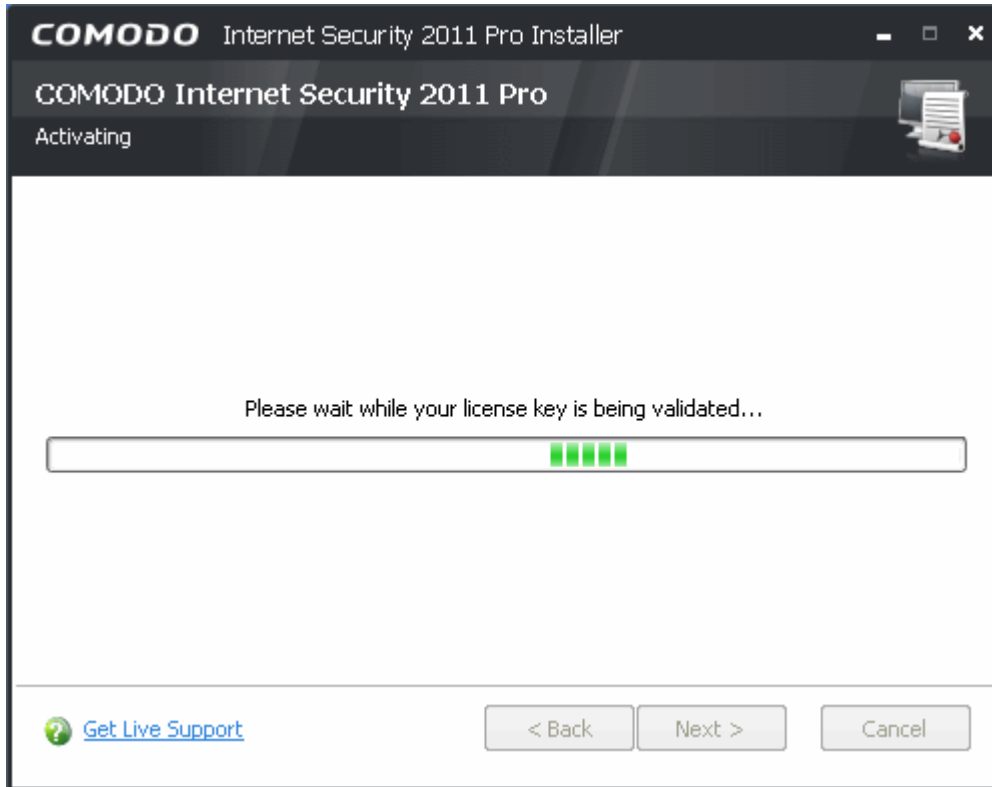 COMODO Internet Security 2011 Pro Installer
COMODO Internet Security 2011 Pro
Activating
Please wait while your license key is being validated...
Get Live Support
< Back
Next >
Cancel